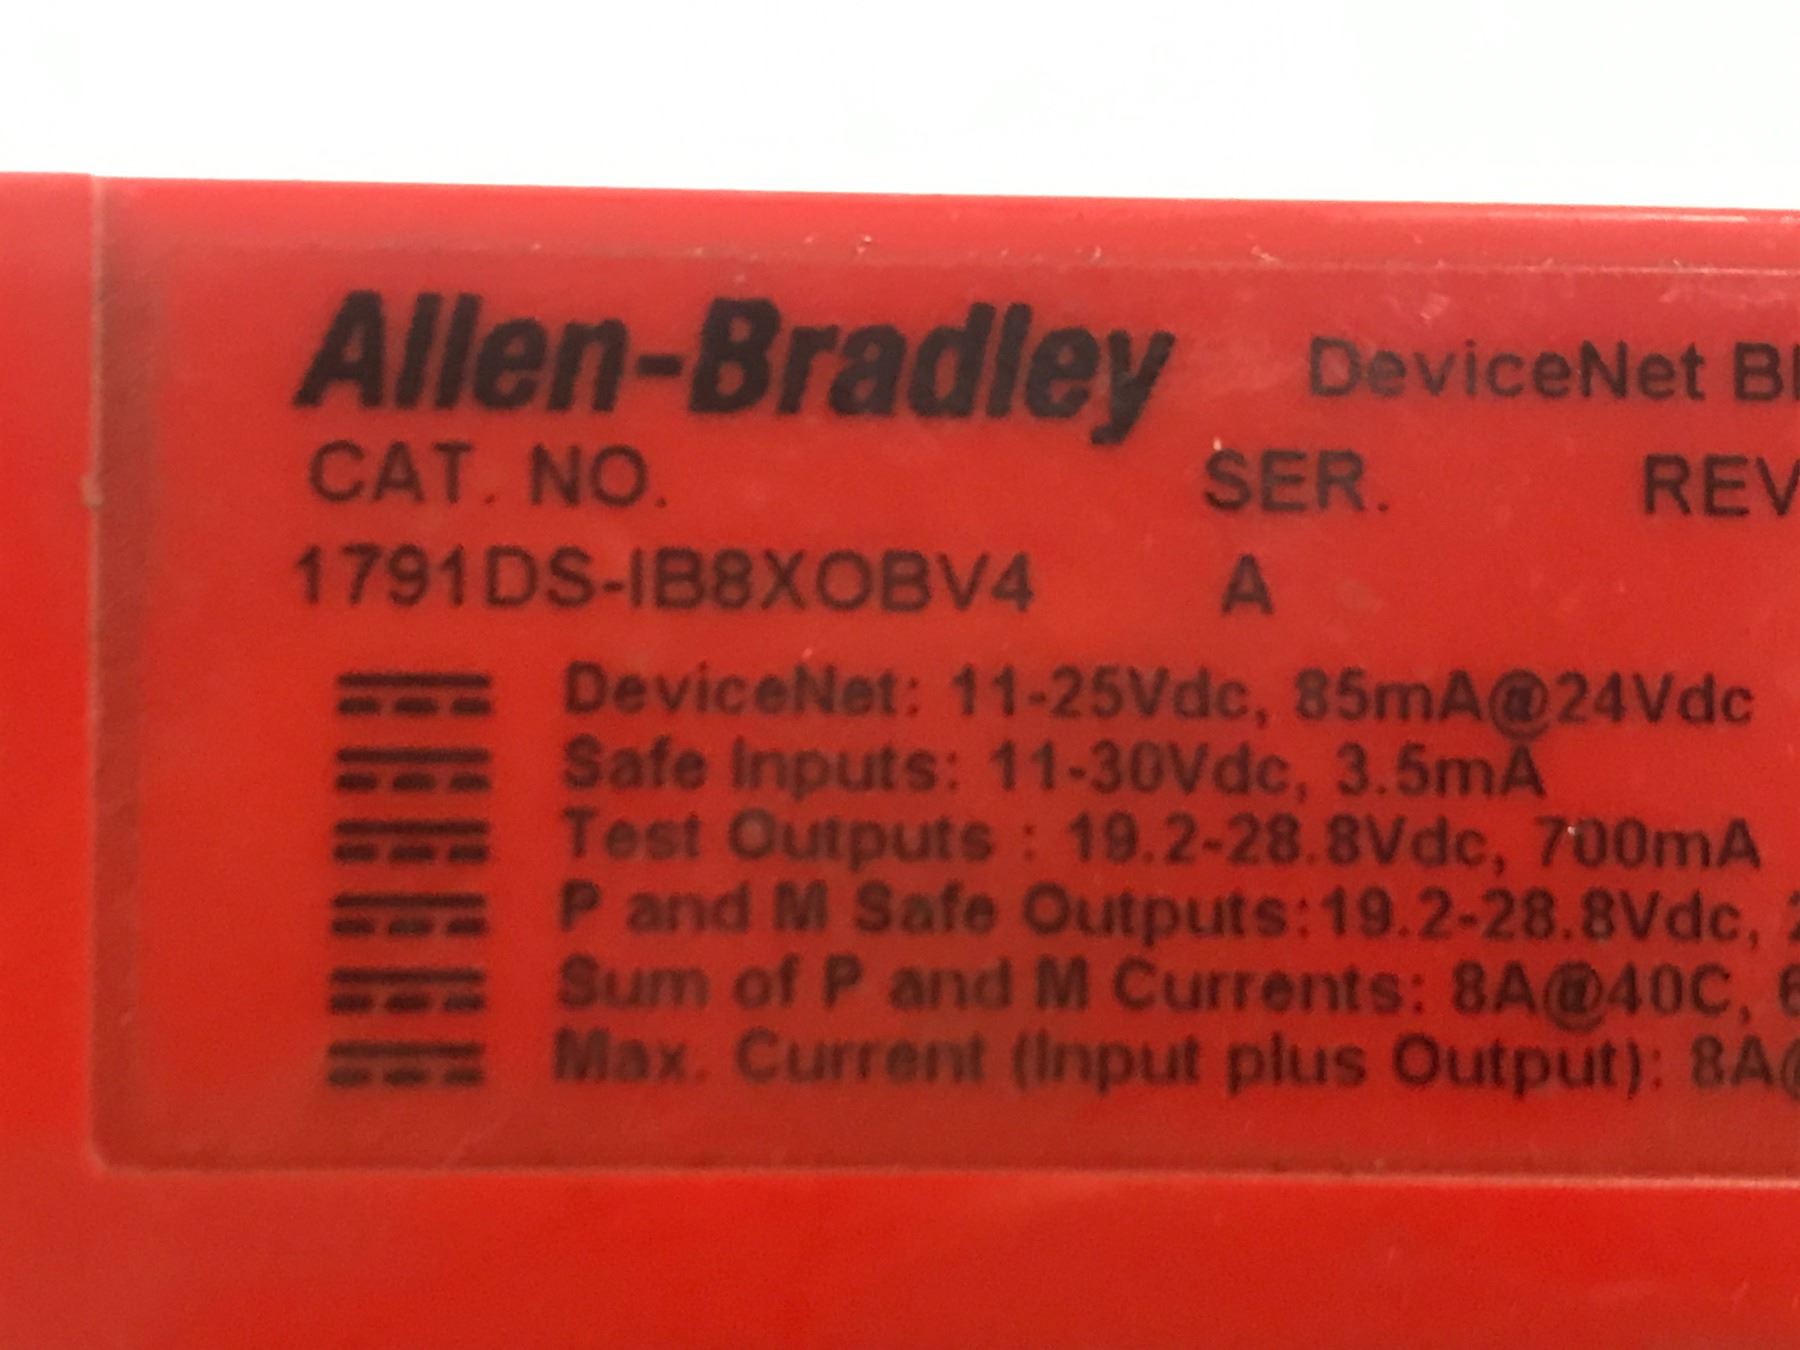 Allen-Bradley DeviceNet
CAT. NO. SER. REV
1791DS-IB8XOBV4 A
DeviceNet: 11-25Vdc, 85mA@24Vdc
Safe Inputs: 11-30Vdc, 3.5mA
Test Outputs : 19.2-28.8Vdc, 700mA
P and M Safe Outputs:19.2-28.8Vdc,
Sum of P and M Currents: 8A@40C,
Max. Current (Input plus Output): 8A@